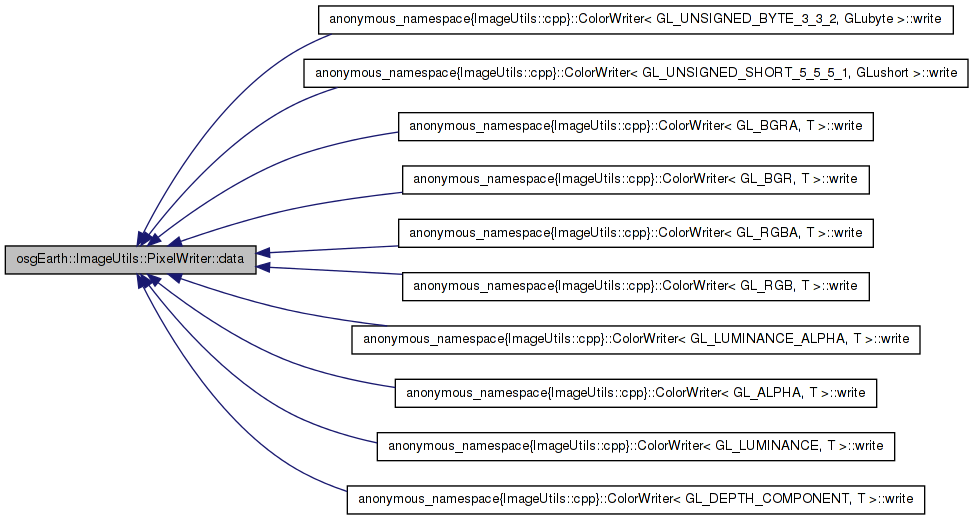 anonymous_namespace{ImageUtils::cpp}::ColorWriter< GL_UNSIGNED_BYTE_3_3_2, GLubyte >::write
anonymous_namespace{ImageUtils::cpp}::ColorWriter< GL_UNSIGNED_SHORT_5_5_5_1, GLushort >::write
anonymous_namespace{ImageUtils::cpp}::ColorWriter< GL_BGRA, T >::write
anonymous_namespace{ImageUtils::cpp}::ColorWriter< GL_BGR, T >::write
anonymous_namespace{ImageUtils::cpp}::ColorWriter< GL_RGBA, T >::write
osgEarth::ImageUtils::PixelWriter::data
anonymous_namespace{ImageUtils::cpp}::ColorWriter< GL_RGB, T >::write
anonymous_namespace{ImageUtils::cpp}::ColorWriter< GL_LUMINANCE_ALPHA, T >::write
anonymous_namespace{ImageUtils::cpp}::ColorWriter< GL_ALPHA, T >::write
anonymous_namespace{ImageUtils::cpp}::ColorWriter< GL_LUMINANCE, T >::write
anonymous_namespace{ImageUtils::cpp}::ColorWriter< GL_DEPTH_COMPONENT, T >::write